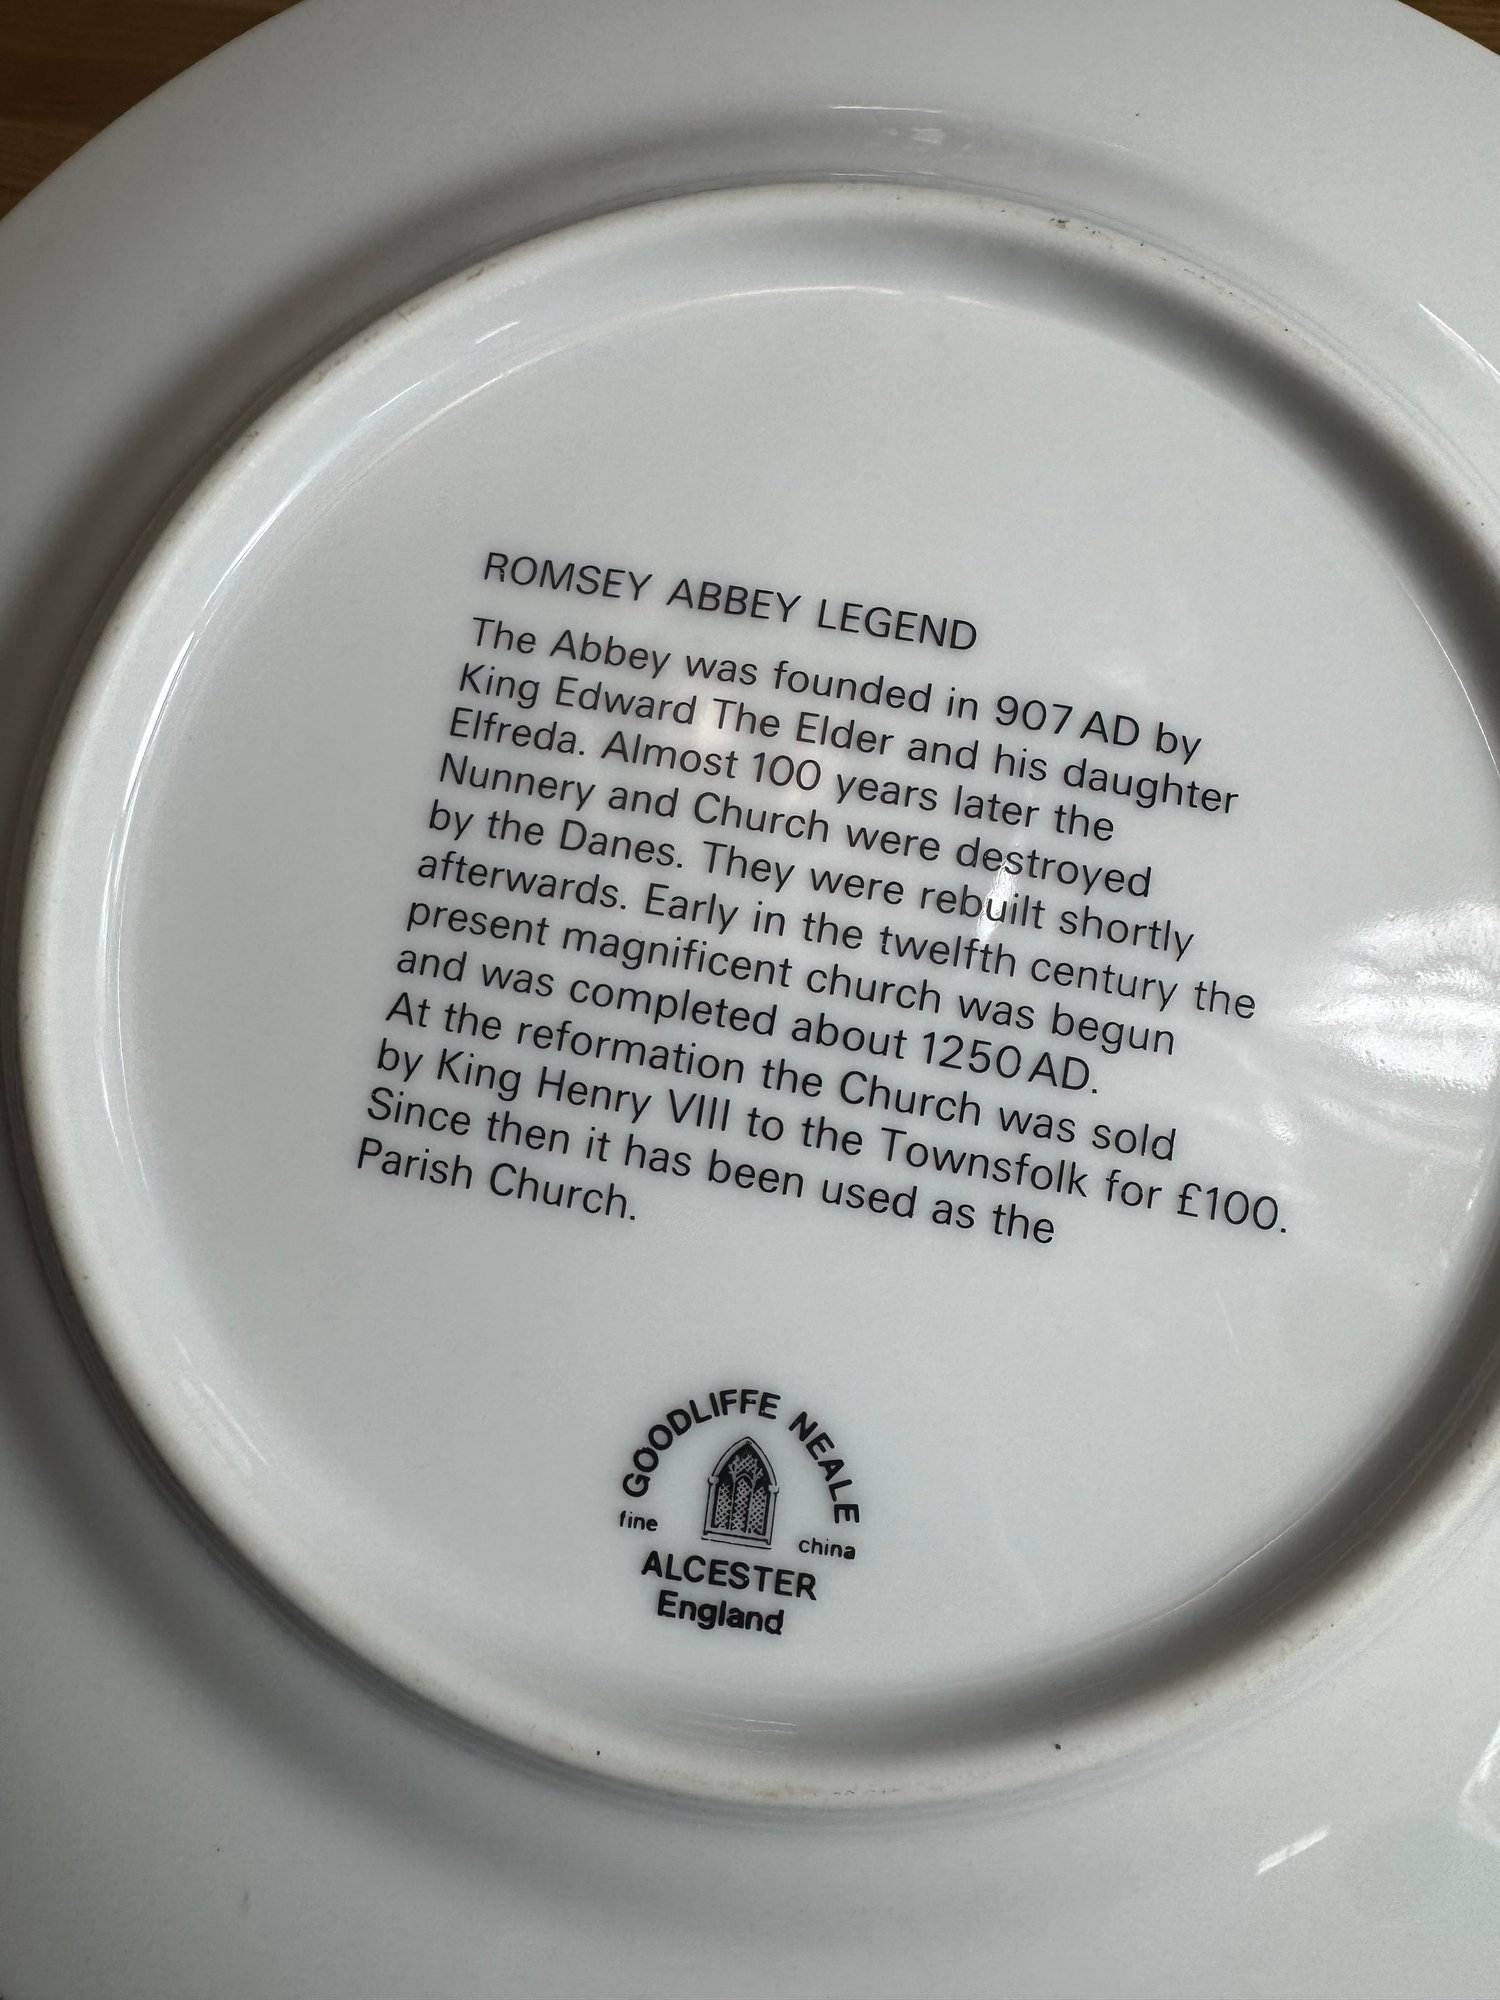 ROMSEY ABBEY LEGEND
The Abbey was founded in 907 AD by
King Edward The Elder and his daughter
Elfreda. Almost 100 years later the
Nunnery and Church were destroyed
by the Danes. They were rebuilt shortly
afterwards. Early in the twelfth century the
present magnificent church was begun
and was completed about 1250 AD.
At the reformation the Church was sold
by King Henry VIII to the Townsfolk for £100.
Since then it has been used as the
Parish Church.
GOODLIFFE NEALE
fine china
ALCESTER
England